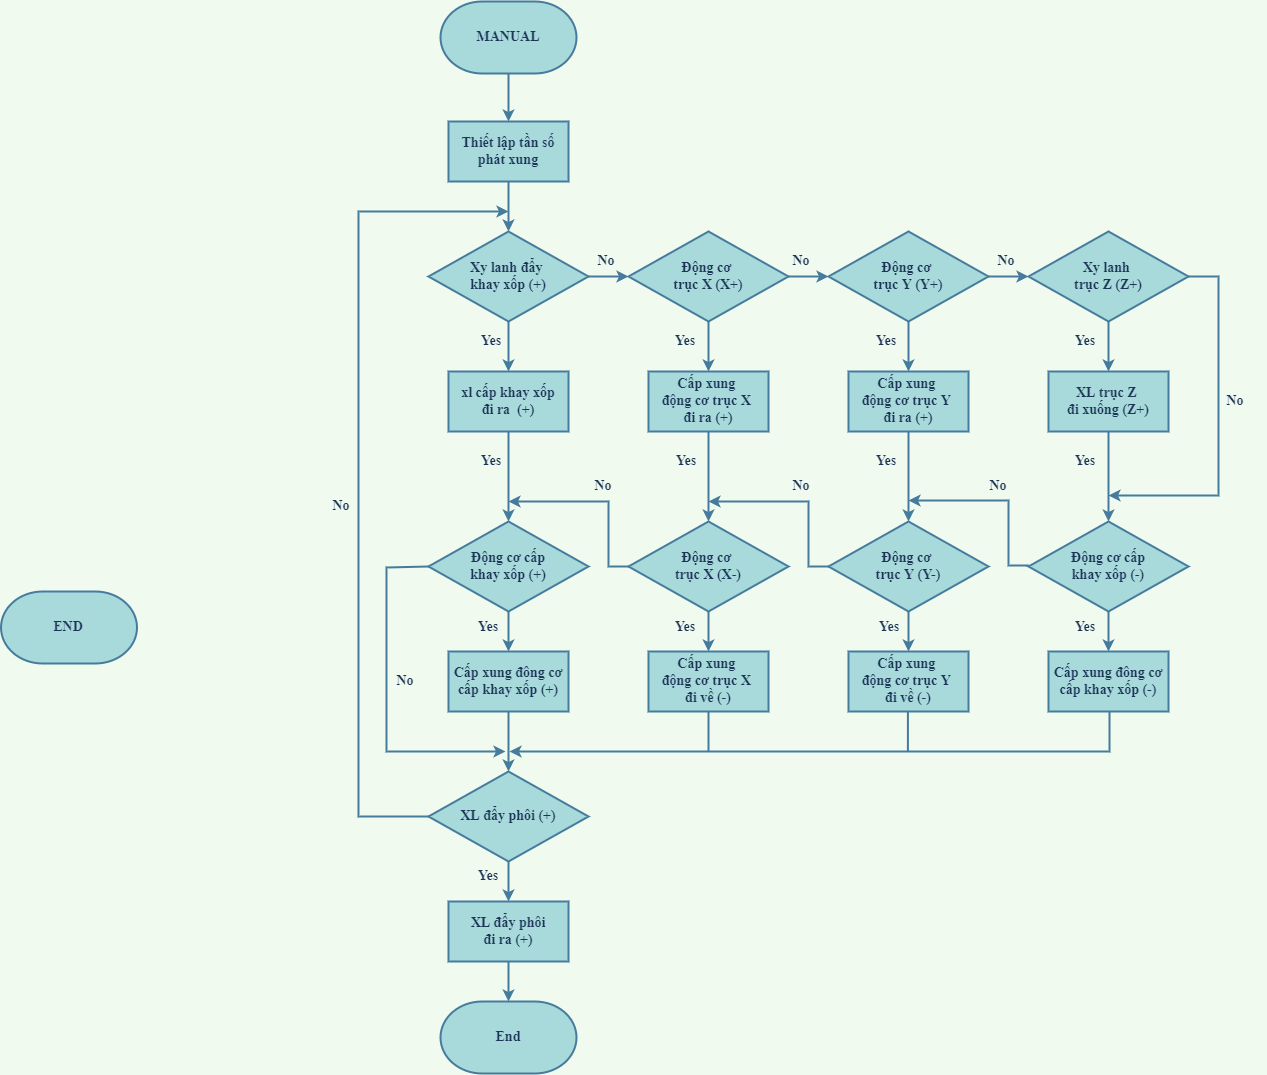 MANUAL
Thiết lập tần số
phát xung
Xy lanh đẩy
khay xốp (+)
No
Động cơ
trục X (X+)
No
Động cơ
trục Y (Y+)
No
Xy lanh
trục Z (Z+)
Yes
Yes
Yes
Yes
xl cấp khay xốp
đi ra (+)
Cấp xung
động cơ trục X
đi ra (+)
Cấp xung
động cơ trục Y
đi ra (+)
XL trục Z
đi xuống (Z+)
No
Yes
Yes
Yes
Yes
No
No
No
No
Động cơ cấp
khay xốp (+)
Động cơ
trục X (X-)
Động cơ
trục Y (Y-)
Động cơ cấp
khay xốp (-)
END
Yes
Yes
Yes
Yes
No
Cấp xung đông cơ
cấp khay xốp (+)
Cấp xung
động cơ trục X
đi về (-)
Cấp xung
động cơ trục Y
đi về (-)
Cấp xung đông cơ
cấp khay xốp (-)
XL đẩy phôi (+)
Yes
XL đẩy phôi
đi ra (+)
End